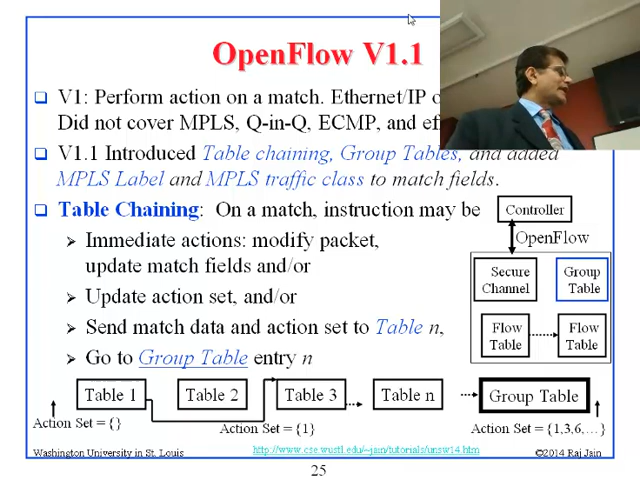 OpenFlow V1.1
V1: Perform action on a match. Ethernet/IP
Did not cover MPLS, Q-in-Q, ECMP, and
V1.1 Introduced Table chaining, Group Tables, and added
MPLS Label and MPLS traffic class to match fields.
Table Chaining: On a match, instruction may be
Immediate actions: modify packet,
update match fields and/or
Update action set, and/or
Send match data and action set to Table n,
Go to Group Table entry n
Controller
OpenFlow
Secure
Channel
Group
Table
Flow
Table
Flow
Table
Table 1
Table 2
Table 3
Table n
Group Table
Action Set = {}
Action Set = {1}
Action Set = {1,3,6,…}
Washington University in St. Louis
http://www.cse.wustl.edu/~jain/tutorials/unsw14.htm
©2014 Raj Jain
25